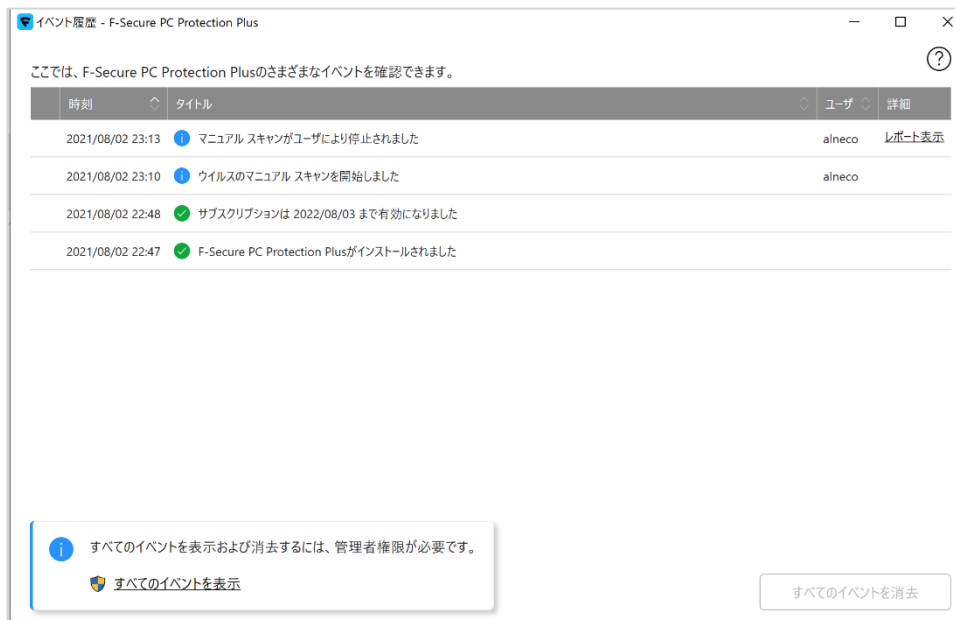 イベント履歴 - F-Secure PC Protection Plus
ここでは、F-Secure PC Protection Plusのさまざまなイベントを確認できます。
時刻 タイトル ユーザ 詳細
2021/08/02 23:13 マニュアル スキャンがユーザにより停止されました alneco レポート表示
2021/08/02 23:10 ウイルスのマニュアル スキャンを開始しました alneco
2021/08/02 22:48 サブスクリプションは 2022/08/03 まで有効になりました
2021/08/02 22:47 F-Secure PC Protection Plusがインストールされました
すべてのイベントを表示および消去するには、管理者権限が必要です。
すべてのイベントを表示
すべてのイベントを消去